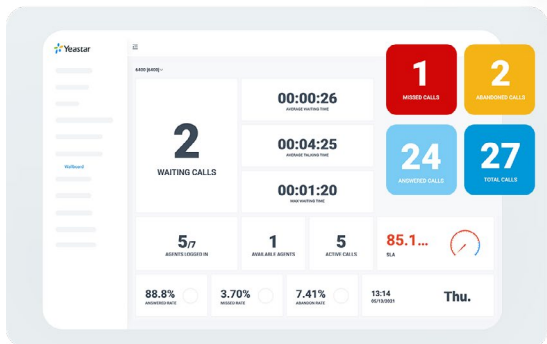 Yeastar
6400 [6400]
Wallboard
2
WAITING CALLS
00:00:26
AVERAGE WAITING TIME
00:04:25
AVERAGE TALKING TIME
00:01:20
MAX WAITING TIME
1
MISSED CALLS
2
ABANDONED CALLS
24
ANSWERED CALLS
27
TOTAL CALLS
5/7
AGENTS LOGGED IN
1
AVAILABLE AGENTS
5
ACTIVE CALLS
85.1...
SLA
88.8%
ANSWERED RATE
3.70%
MISSED RATE
7.41%
ABANDON RATE
13:14
05/13/2021
Thu.